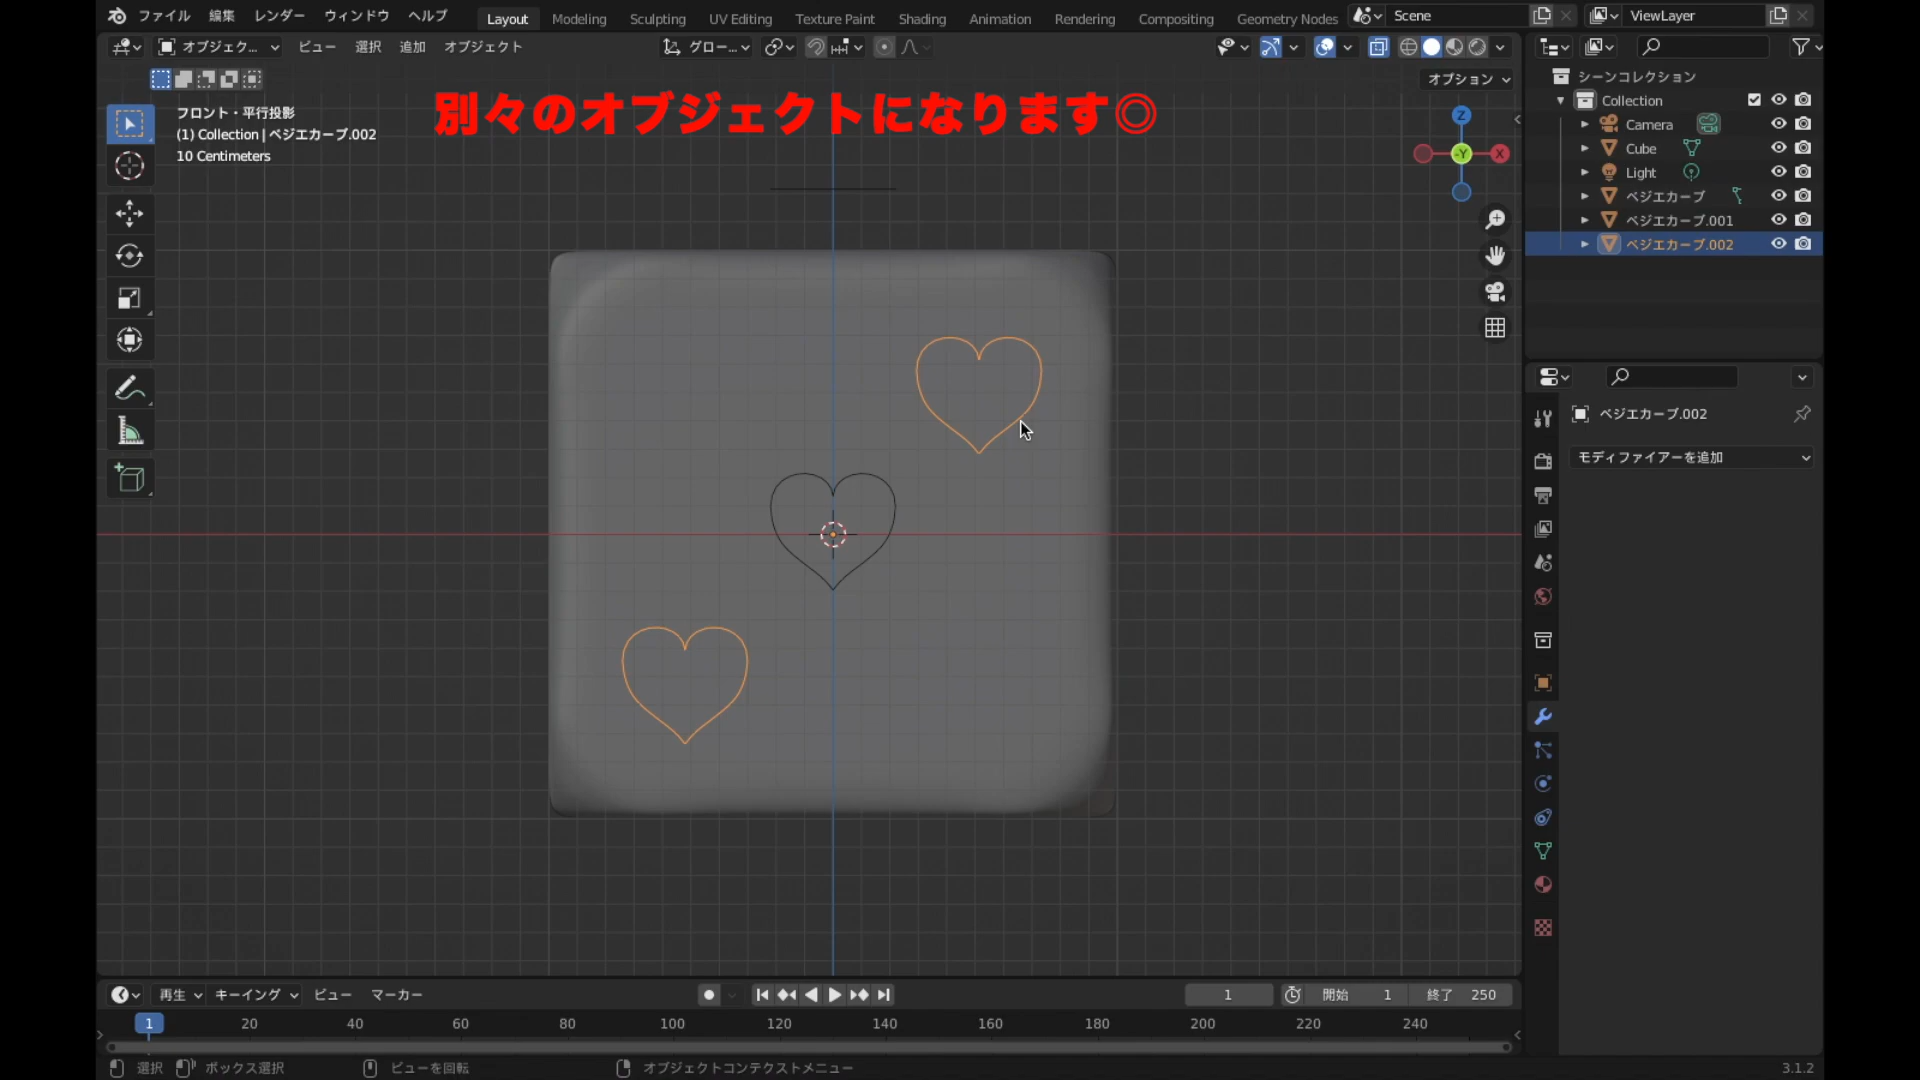 ファイル 編集 レンダー ウィンドウ ヘルプ Layout Modeling Sculpting UV Editing Texture Paint Shading Animation Rendering Compositing Geometry Nodes Scene ViewLayer
オブジェク... ビュー 選択 追加 オブジェクト グロー...
オプション
別々のオブジェクトになります◎
フロント・平行投影
(1) Collection | ベジエカーブ.002
10 Centimeters
Z
-Y
X
シーンコレクション
Collection
Camera
Cube
Light
ベジエカーブ
ベジエカーブ.001
ベジエカーブ.002
ベジエカーブ.002
モディファイアーを追加
再生 キーイング ビュー マーカー 1 開始 1 終了 250
1 20 40 60 80 100 120 140 160 180 200 220 240
選択 ボックス選択 ビューを回転 オブジェクトコンテクストメニュー 3.1.2